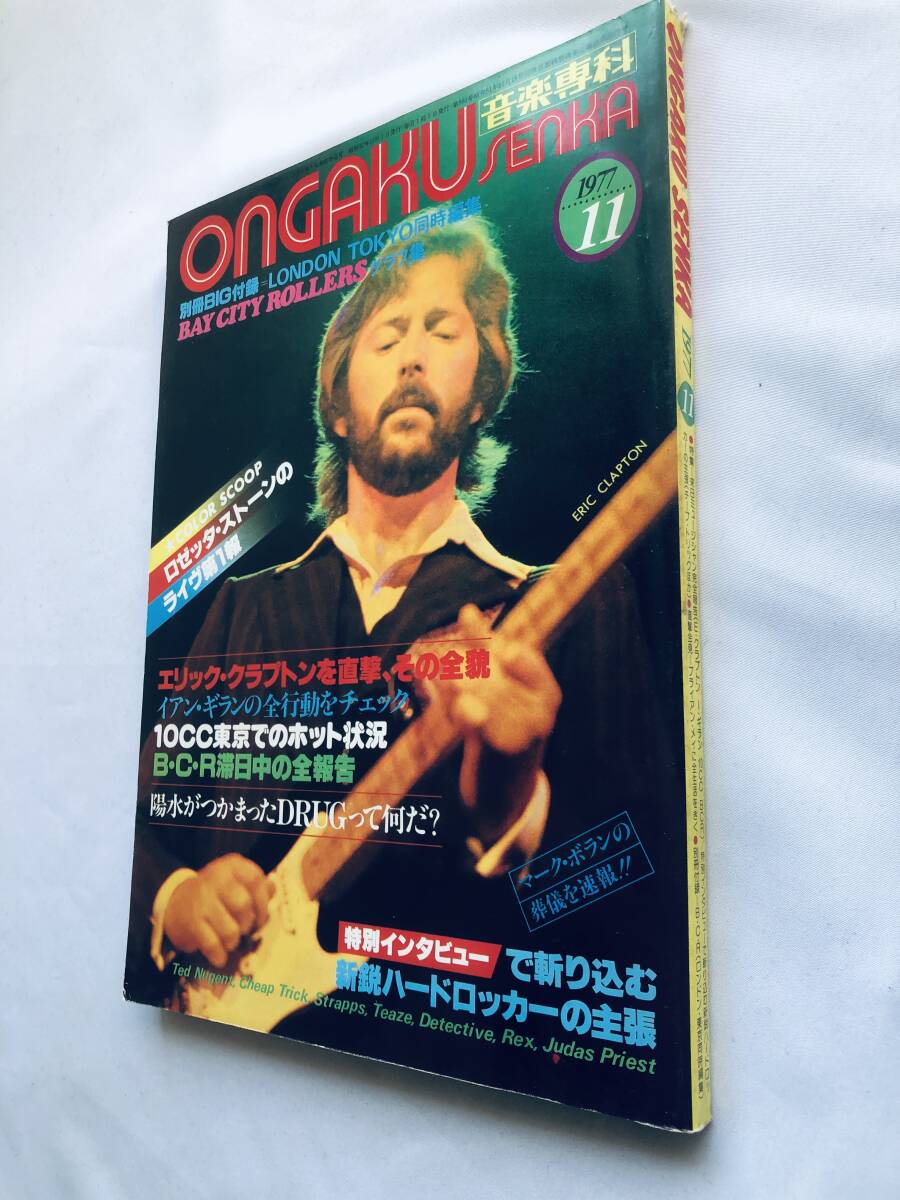 音楽専科
ONGAKU SENKA
1977
11
別冊BIG付録=LONDON TOKYO同時編集
BAY CITY ROLLERSグラフ集
ERIC CLAPTON
★COLOR SCOOP
ロゼッタ・ストーンの
ライヴ第1報
エリック・クラプトンを直撃、その全貌
イアン・ギランの全行動をチェック
10CC東京でのホット状況
B・C・R滞日中の全報告
陽水がつかまったDRUGって何だ?
マーク・ボランの
葬儀を速報!!
特別インタビューで斬り込む
新鋭ハードロッカーの主張
Ted Nugent, Cheap Trick, Strapps, Teaze, Detective, Rex, Judas Priest
ONGAKU SENKA 1977 11